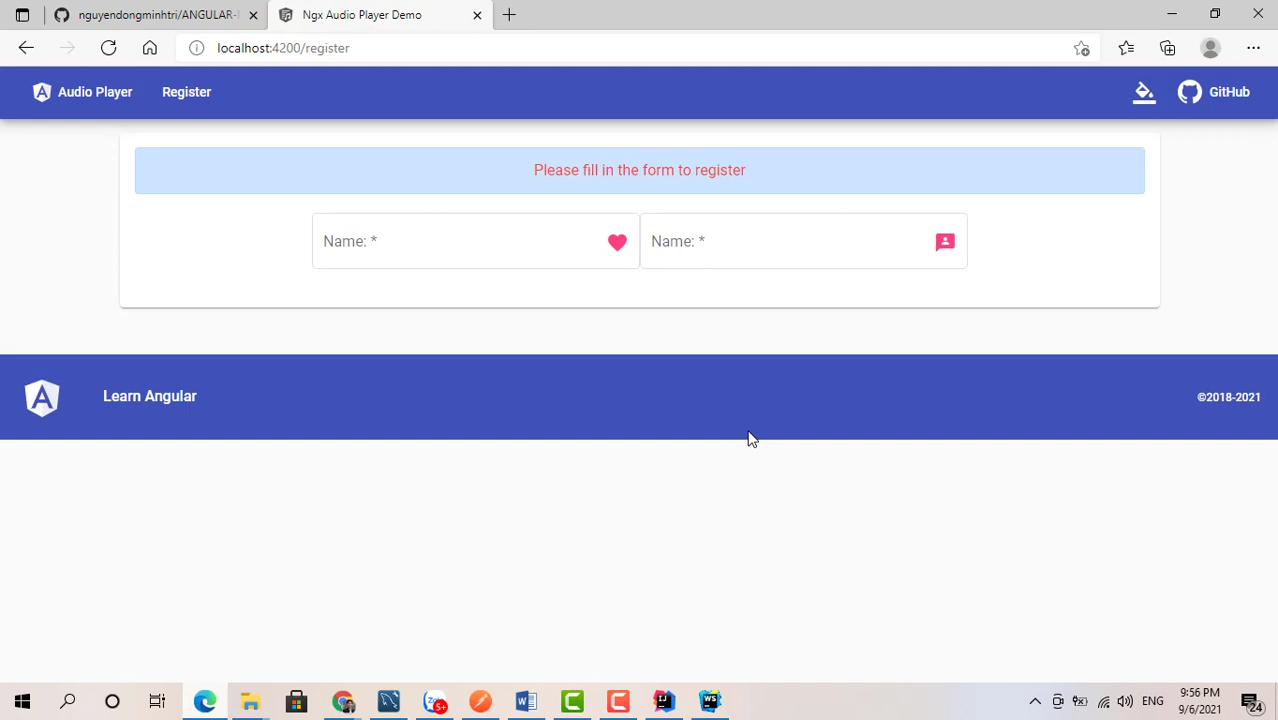 nguyendongminhtri/ANGULAR-I
Ngx Audio Player Demo
localhost:4200/register
Audio Player
Register
GitHub
Please fill in the form to register
Name: *
Name: *
Learn Angular
©2018-2021
5+
ENG
9:56 PM
9/6/2021
24